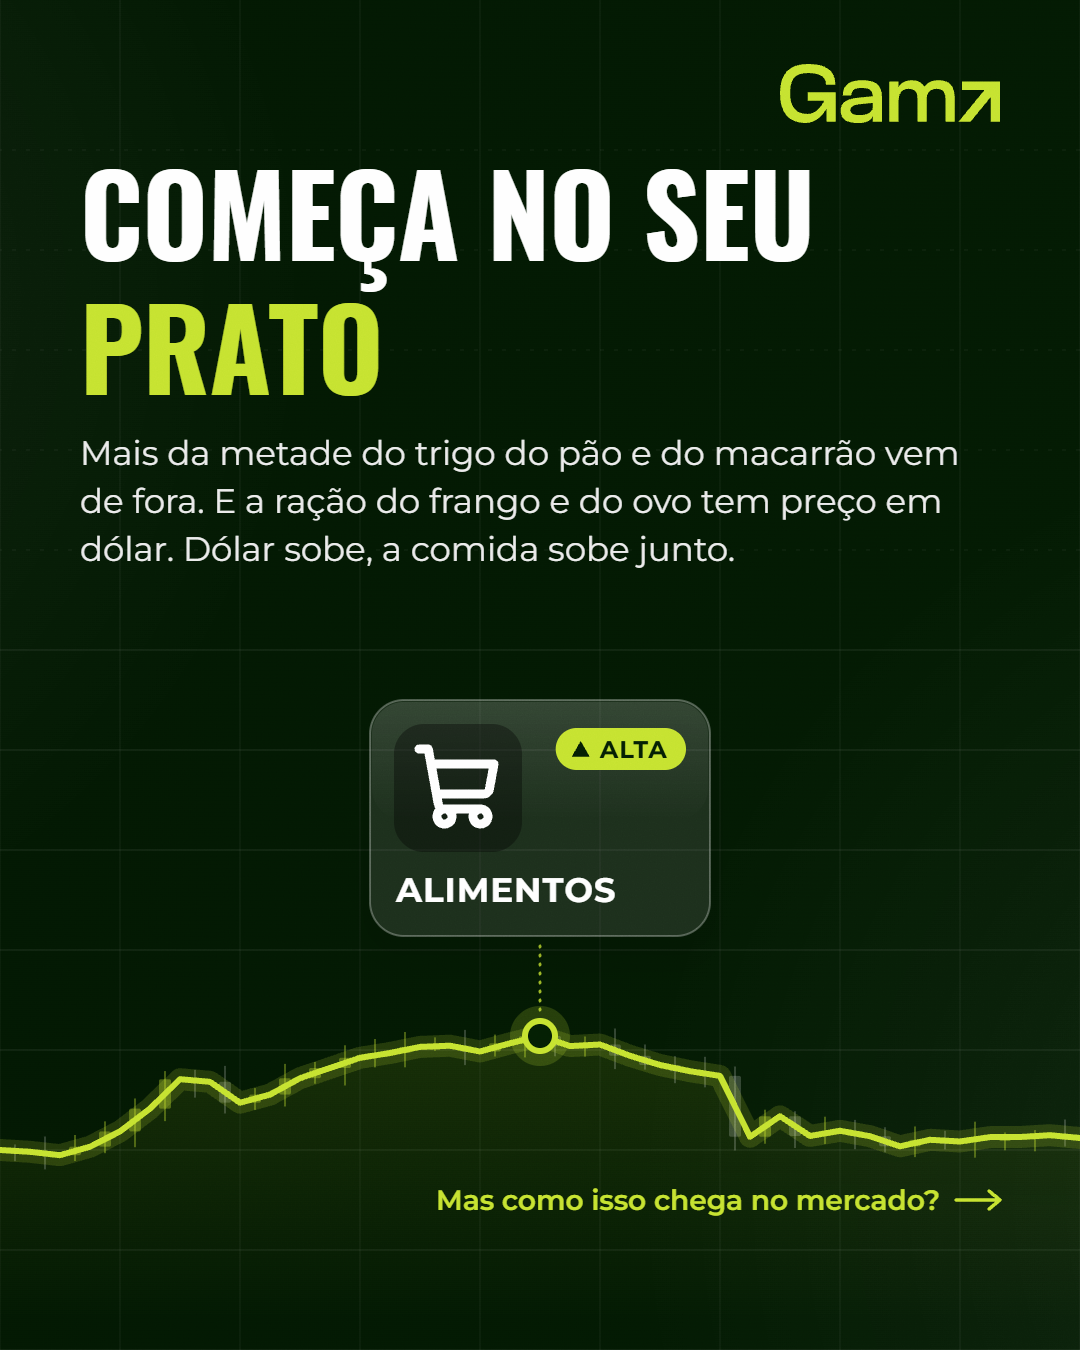 Gam
COMEÇA NO SEU
PRATO
Mais da metade do trigo do pão e do macarrão vem
de fora. E a ração do frango e do ovo tem preço em
dólar. Dólar sobe, a comida sobe junto.
▲ ALTA
ALIMENTOS
Mas como isso chega no mercado? →